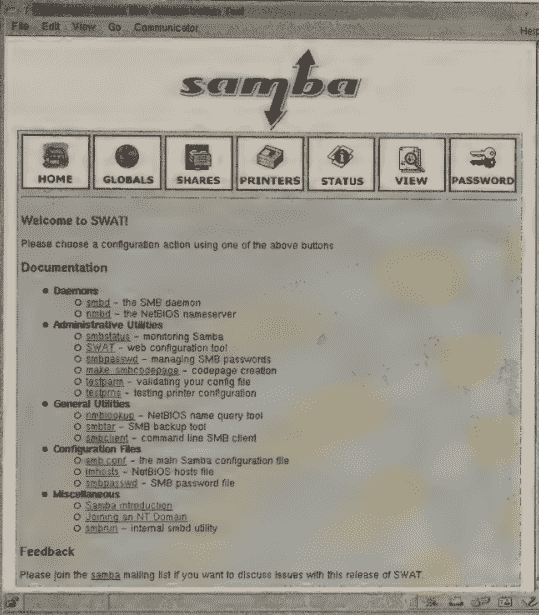 File Edit View Go Communicator Help
samba
HOME GLOBALS SHARES PRINTERS STATUS VIEW PASSWORD
Welcome to SWAT!
Please choose a configuration action using one of the above buttons
Documentation
Daemons
smbd - the SMB daemon
nmbd - the NetBIOS nameserver
Administrative Utilities
smbstatus - monitoring Samba
SWAT - web configuration tool
smbpasswd - managing SMB passwords
make_smbcodepage - codepage creation
testparm - validating your config file
testprns - testing printer configuration
General Utilities
nmblookup - NetBIOS name query tool
smbtar - SMB backup tool
smbclient - command line SMB client
Configuration Files
smb.conf - the main Samba configuration file
lmhosts - NetBIOS hosts file
smbpasswd - SMB password file
Miscellaneous
Samba introduction
Joining an NT Domain
smbrun - internal smbd utility
Feedback
Please join the samba mailing list if you want to discuss issues with this release of SWAT.